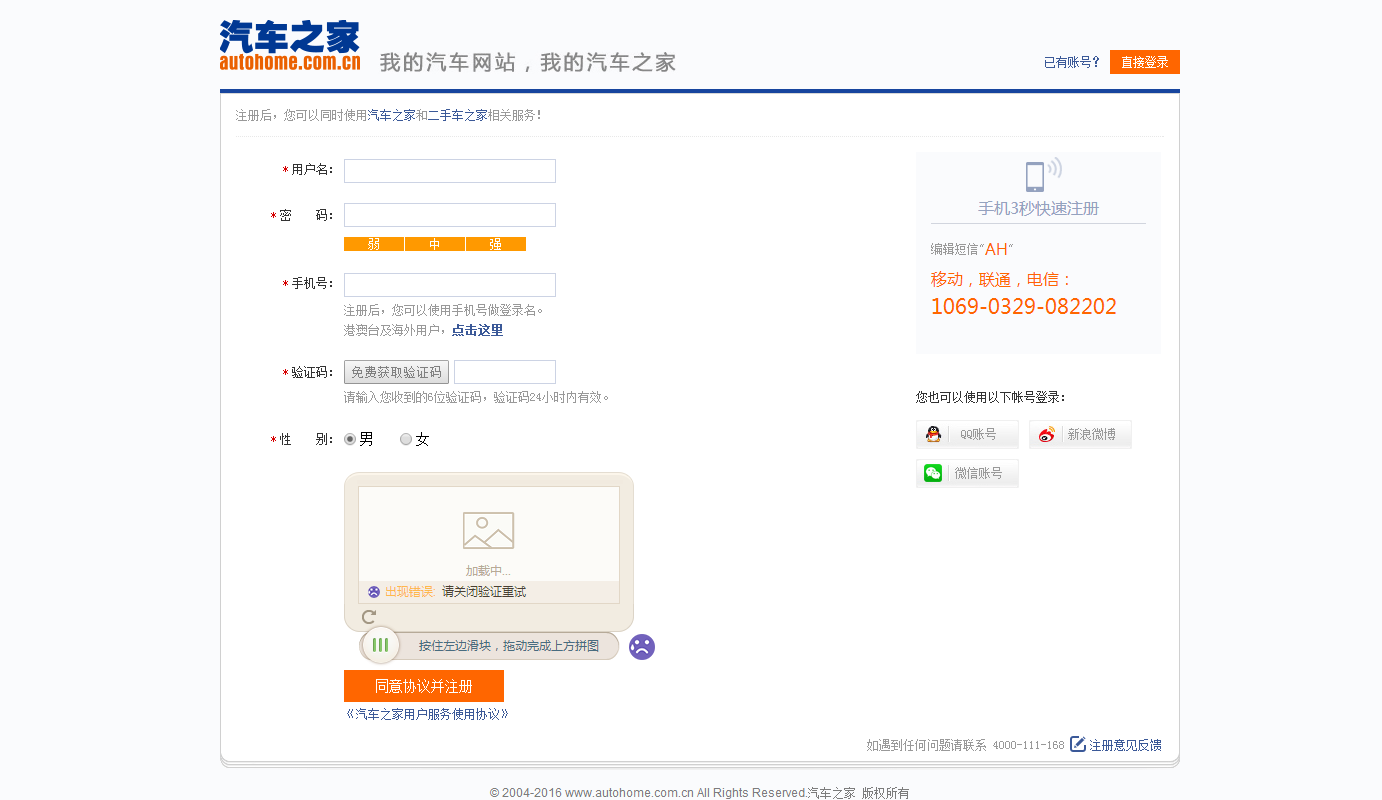 汽车之家
autohome.com.cn
我的汽车网站，我的汽车之家
已有账号？ 直接登录
注册后，您可以同时使用汽车之家和二手车之家相关服务！
*用户名：
*密 码：
弱 中 强
*手机号：
注册后，您可以使用手机号做登录名。
港澳台及海外用户，点击这里
*验证码： 免费获取验证码
请输入您收到的6位验证码，验证码24小时内有效。
*性 别： 男 女
加载中...
出现错误: 请关闭验证重试
按住左边滑块，拖动完成上方拼图
同意协议并注册
《汽车之家用户服务使用协议》
手机3秒快速注册
编辑短信“AH”
移动，联通，电信：
1069-0329-082202
您也可以使用以下帐号登录：
QQ账号 新浪微博
微信账号
如遇到任何问题请联系 4000-111-168 注册意见反馈
© 2004-2016 www.autohome.com.cn All Rights Reserved.汽车之家 版权所有